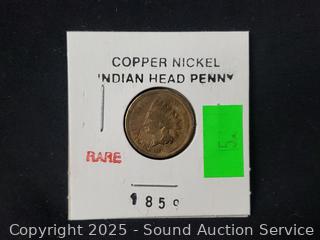 COPPER NICKEL
INDIAN HEAD PENNY
RARE
1859
Copyright 2025 - Sound Auction Service